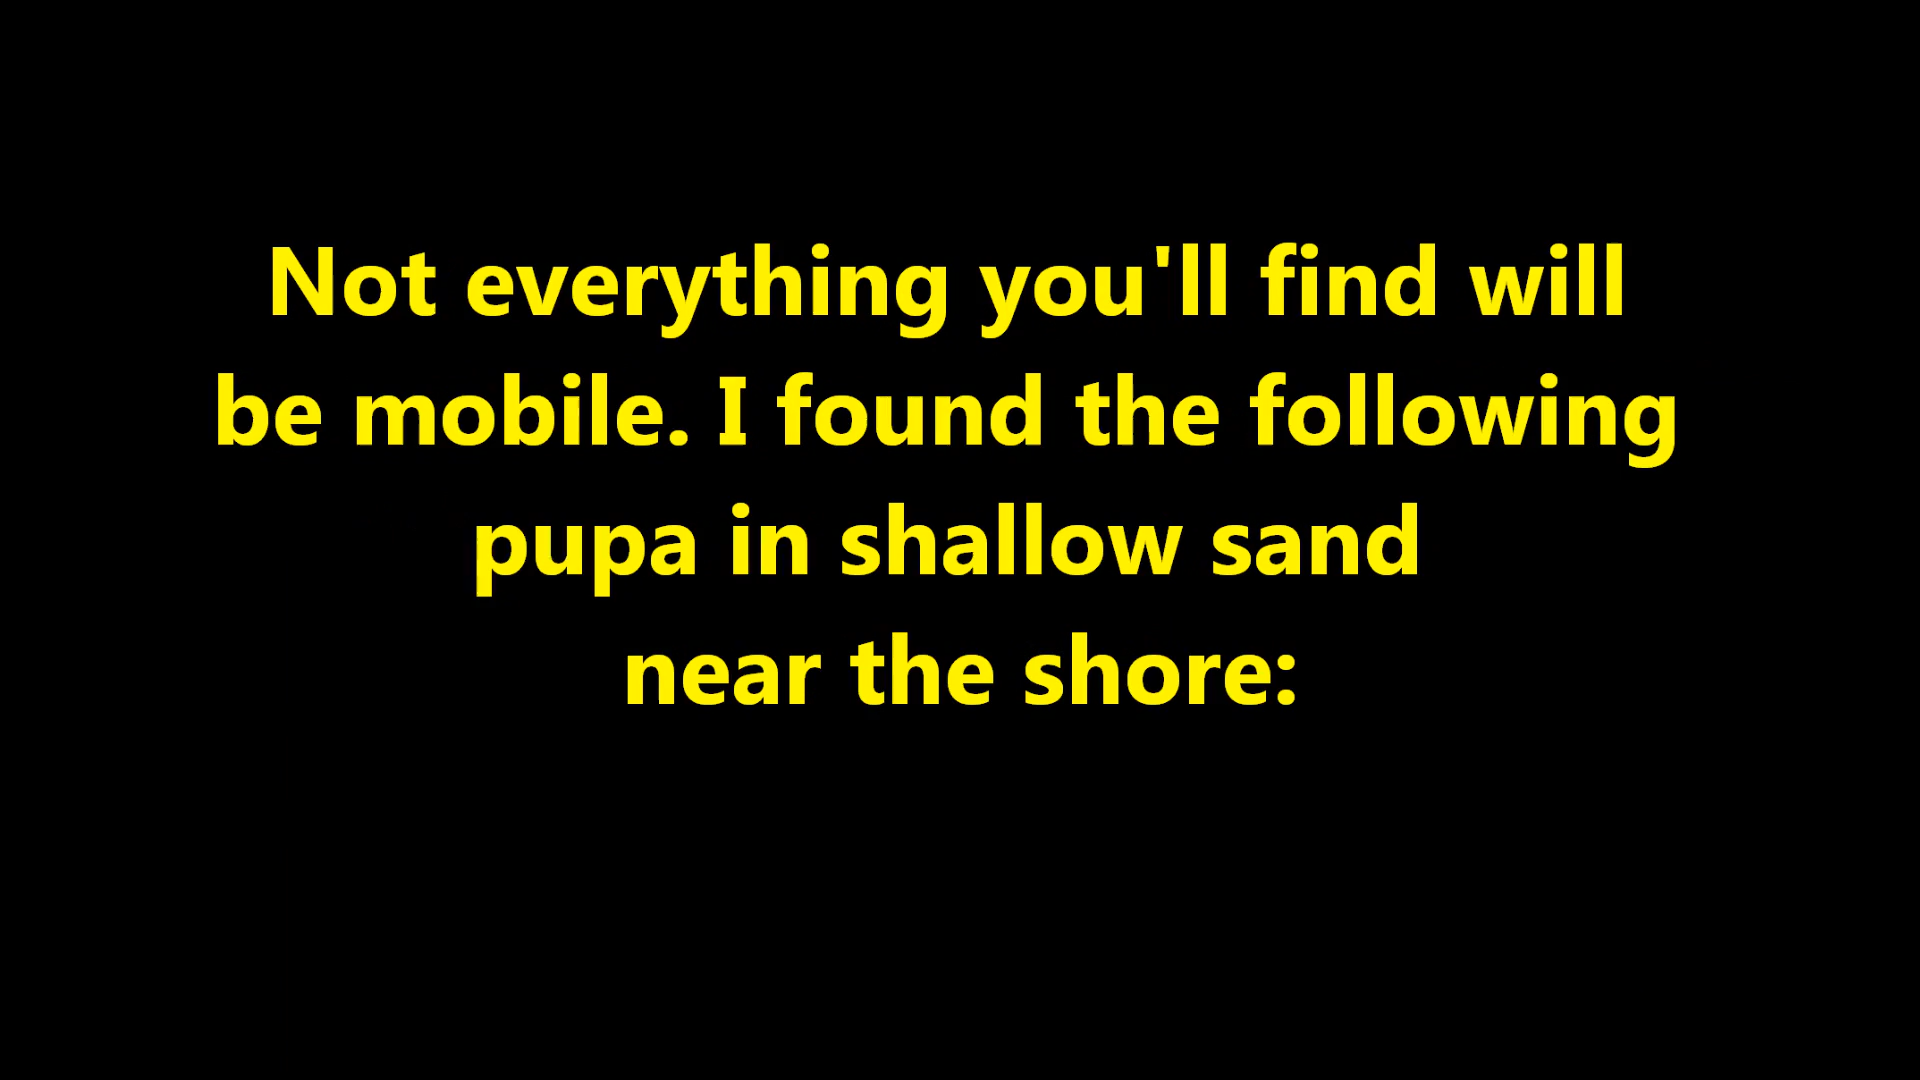 Not everything you'll find will
be mobile. I found the following
pupa in shallow sand
near the shore: